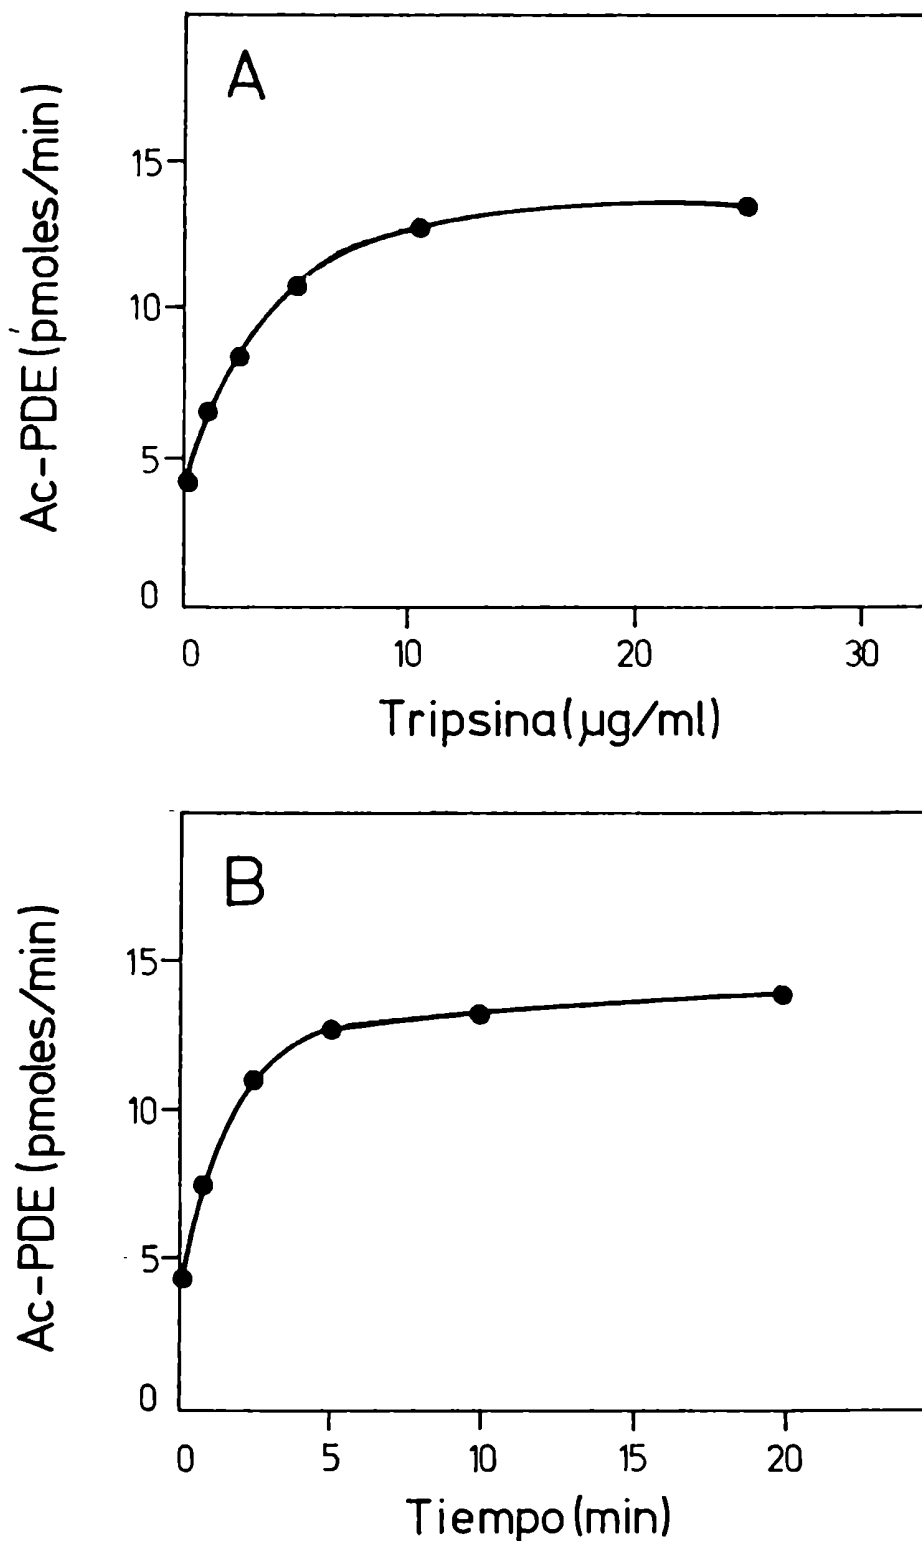 A
Ac-PDE (pmoles/min)
15
10
5
0
0 10 20 30
Tripsina (µg/ml)
B
Ac-PDE (pmoles/min)
15
10
5
0
0 5 10 15 20
Tiempo (min)